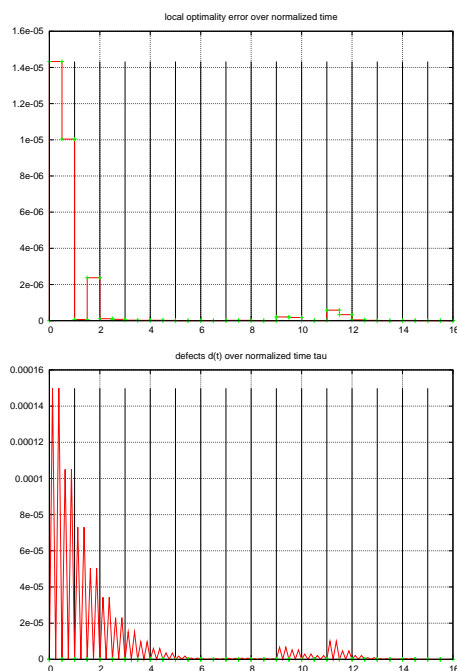 local optimality error over normalized time
1.6e-05
1.4e-05
1.2e-05
1e-05
8e-06
6e-06
4e-06
2e-06
0
0 2 4 6 8 10 12 14 16
defects d(t) over normalized time tau
0.00016
0.00014
0.00012
0.0001
8e-05
6e-05
4e-05
2e-05
0
0 2 4 6 8 10 12 14 16